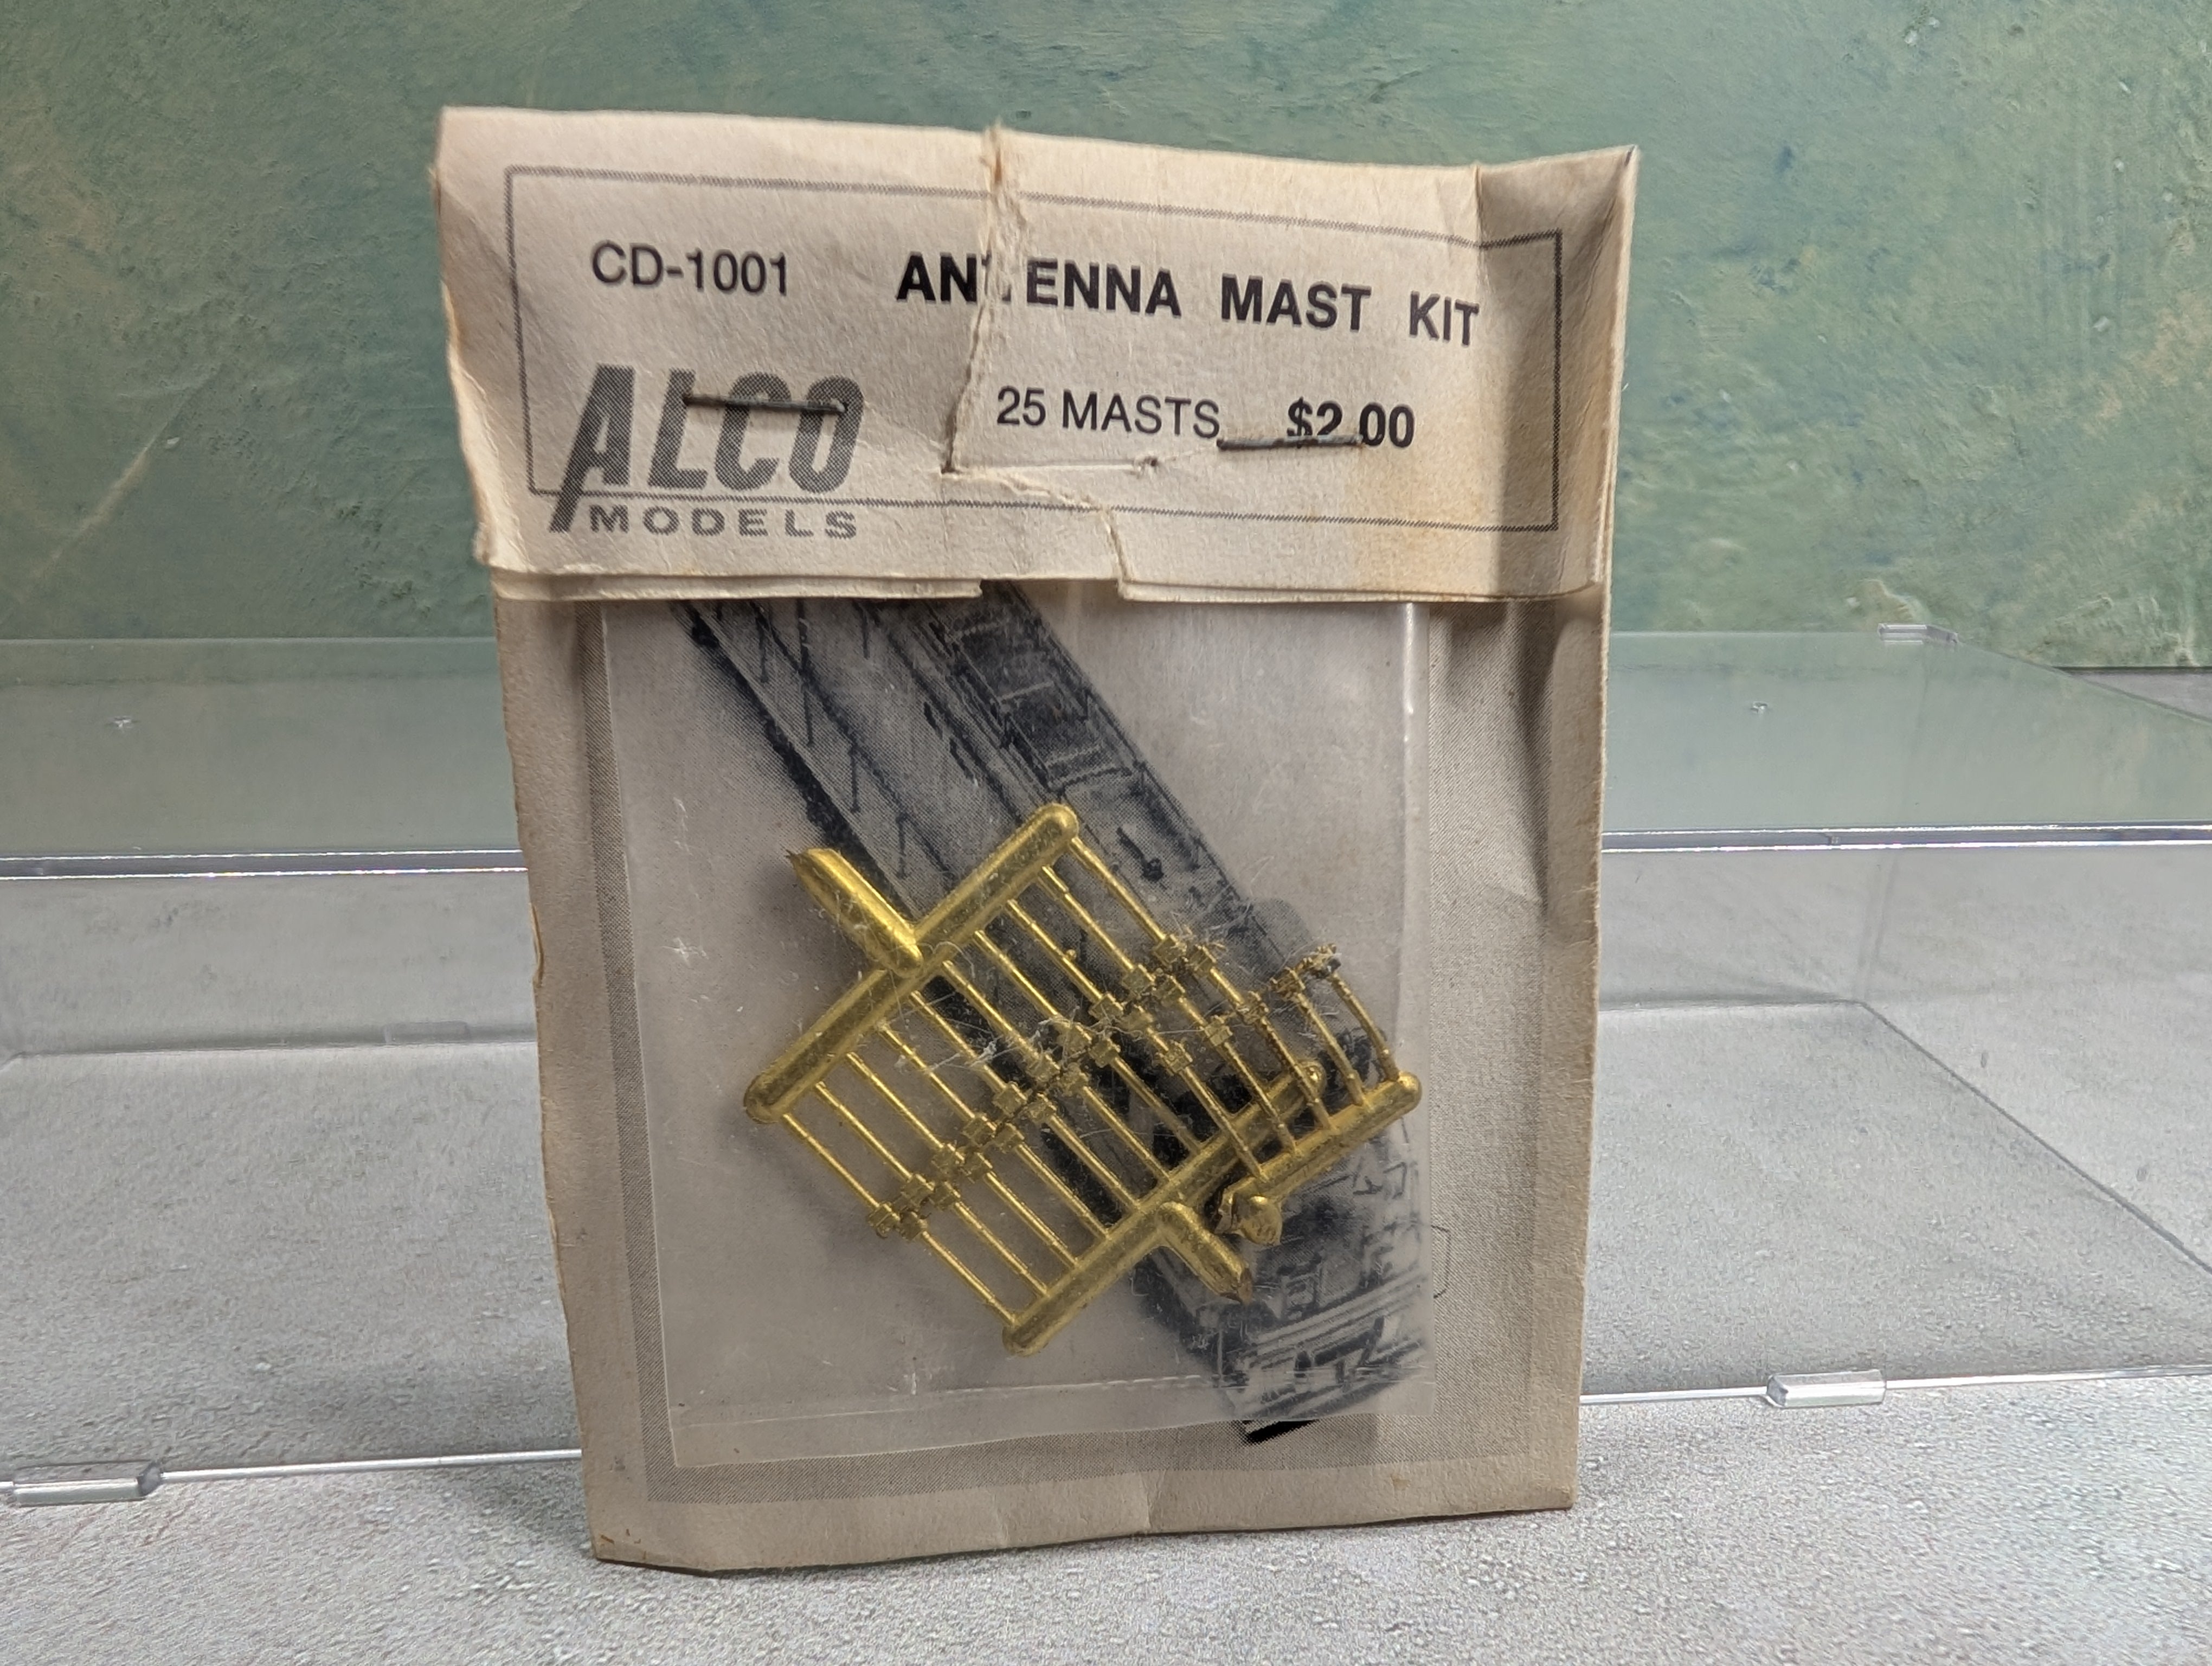 CD-1001 ANTENNA MAST KIT
ALCO 25 MASTS $2.00
MODELS